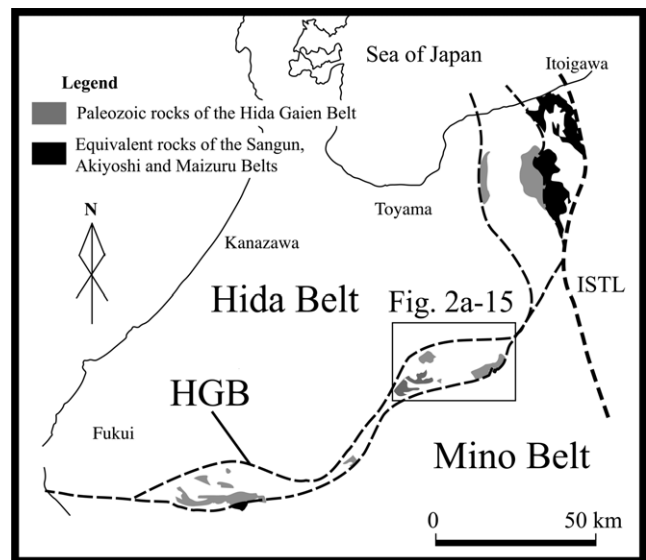 Sea of Japan
Itoigawa
Legend
Paleozoic rocks of the Hida Gaien Belt
Equivalent rocks of the Sangun,
Akiyoshi and Maizuru Belts
N
Toyama
Kanazawa
ISTL
Hida Belt
Fig. 2a-15
HGB
Fukui
Mino Belt
0
50 km